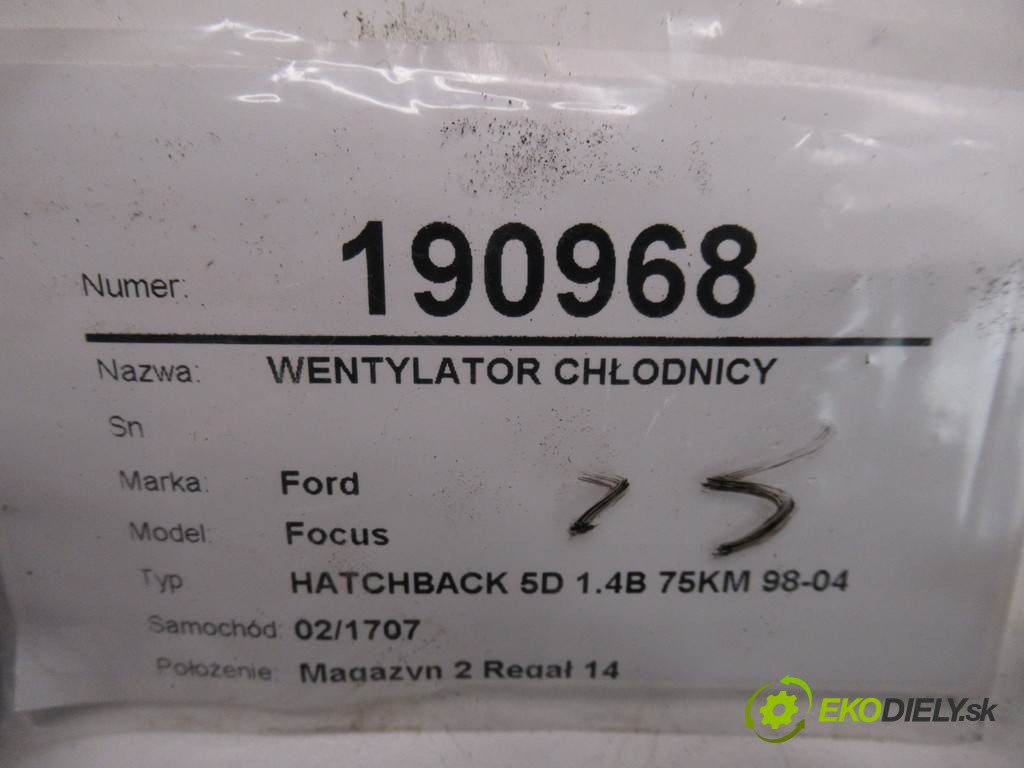 Numer: 190968
Nazwa: WENTYLATOR CHŁODNICY
Sn
Marka: Ford
75
Model: Focus
Typ HATCHBACK 5D 1.4B 75KM 98-04
Samochód: 02/1707
Położenie: Magazyn 2 Regał 14
EKODIELY.sk